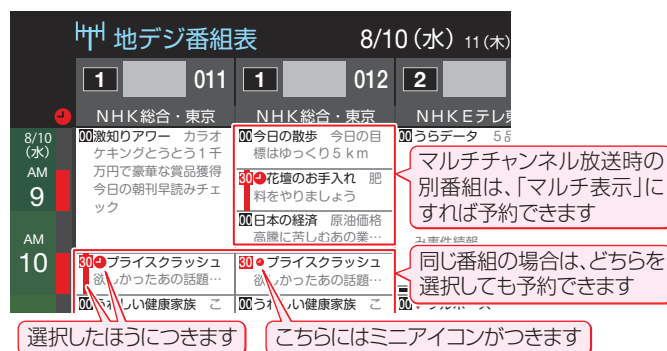 地デジ番組表 8/10(水) 11(木)
1 011 1 012 2
NHK総合・東京 NHK総合・東京 NHKEテレ東
8/10
(水)
AM
9
AM
10
00激知りアワー カラオ
ケキングとうとう1千
万円で豪華な賞品獲得
今日の朝刊早読みチェ
ック
30プライスクラッシュ
欲しかったあの話題…
00うれしい健康家族 こ
00今日の散歩 今日の目
標はゆっくり5km
30花壇のお手入れ 肥
料をやりましょう
00日本の経済 原油価格
高騰に苦しむあの業…
30プライスクラッシュ
欲しかったあの話題…
00うれしい健康家族 こ
00うらデータ 5
マルチチャンネル放送時の
別番組は、「マルチ表示」に
すれば予約できます
同じ番組の場合は、どちらを
選択しても予約できます
選択したほうにつきます
こちらにはミニアイコンがつきます